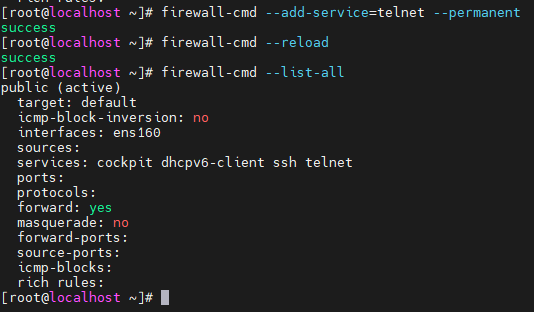 [root@localhost ~]# firewall-cmd --add-service=telnet --permanent
success
[root@localhost ~]# firewall-cmd --reload
success
[root@localhost ~]# firewall-cmd --list-all
public (active)
  target: default
  icmp-block-inversion: no
  interfaces: ens160
  sources:
  services: cockpit dhcpv6-client ssh telnet
  ports:
  protocols:
  forward: yes
  masquerade: no
  forward-ports:
  source-ports:
  icmp-blocks:
  rich rules:
[root@localhost ~]#